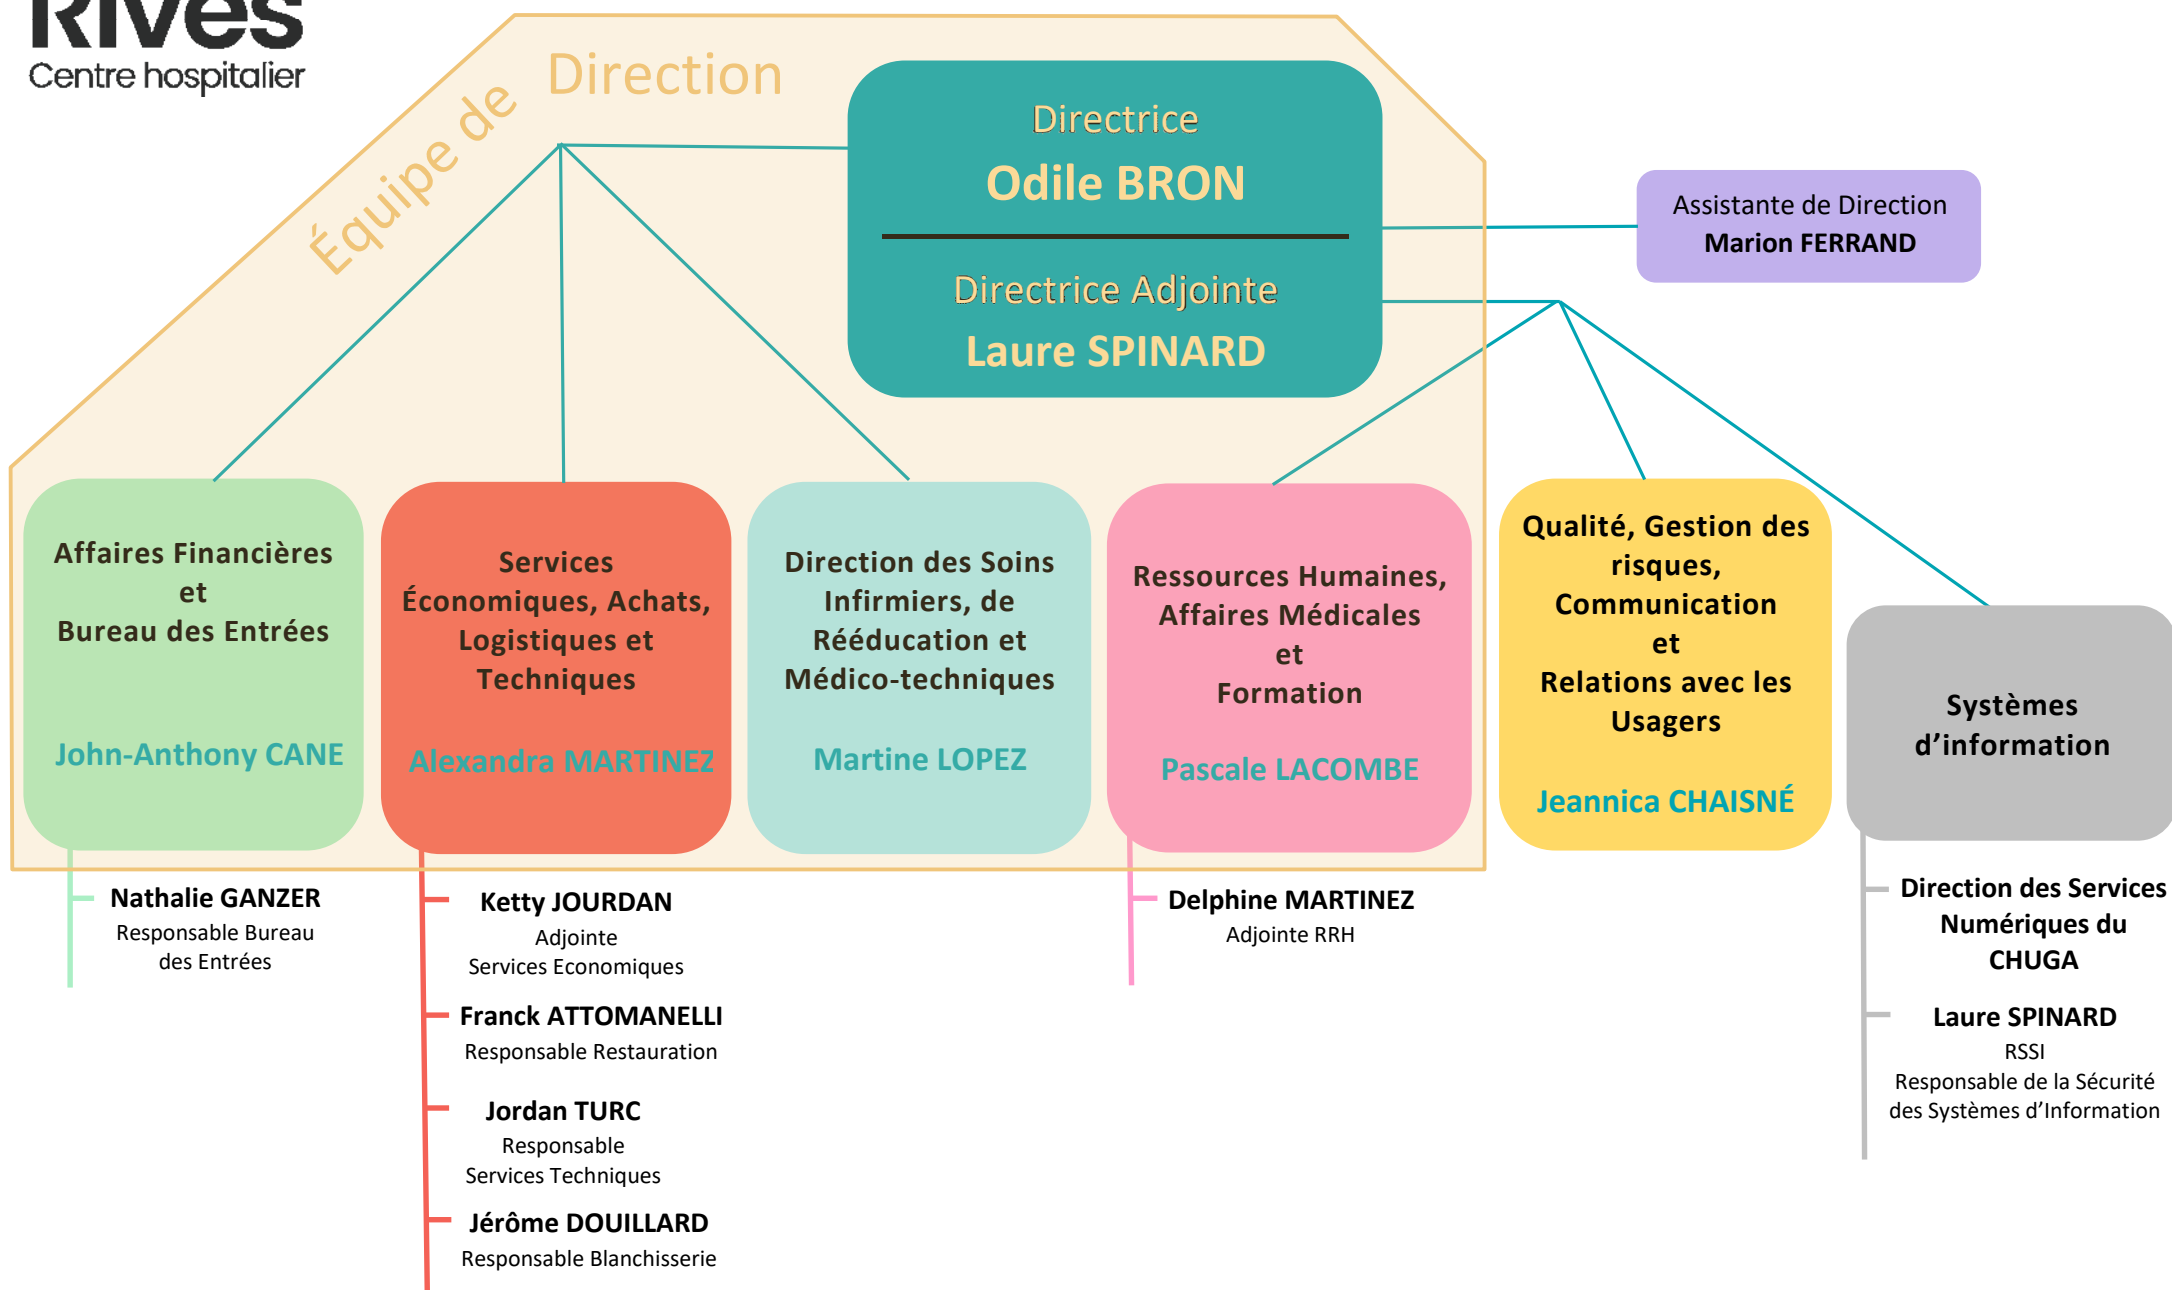 Rives
Centre hospitalier
Équipe de Direction
Directrice
Odile BRON
Directrice Adjointe
Laure SPINARD
Assistante de Direction
Marion FERRAND
Affaires Financières
et
Bureau des Entrées
John-Anthony CANE
Services
Économiques, Achats,
Logistiques et
Techniques
Alexandra MARTINEZ
Direction des Soins
Infirmiers, de
Rééducation et
Médico-techniques
Martine LOPEZ
Ressources Humaines,
Affaires Médicales
et
Formation
Pascale LACOMBE
Qualité, Gestion des
risques,
Communication
et
Relations avec les
Usagers
Jeannica CHAISNÉ
Systèmes
d’information
Nathalie GANZER
Responsable Bureau
des Entrées
Ketty JOURDAN
Adjointe
Services Economiques
Franck ATTOMANELLI
Responsable Restauration
Jordan TURC
Responsable
Services Techniques
Jérôme DOUILLARD
Responsable Blanchisserie
Delphine MARTINEZ
Adjointe RRH
Direction des Services
Numériques du
CHUGA
Laure SPINARD
RSSI
Responsable de la Sécurité
des Systèmes d’Information